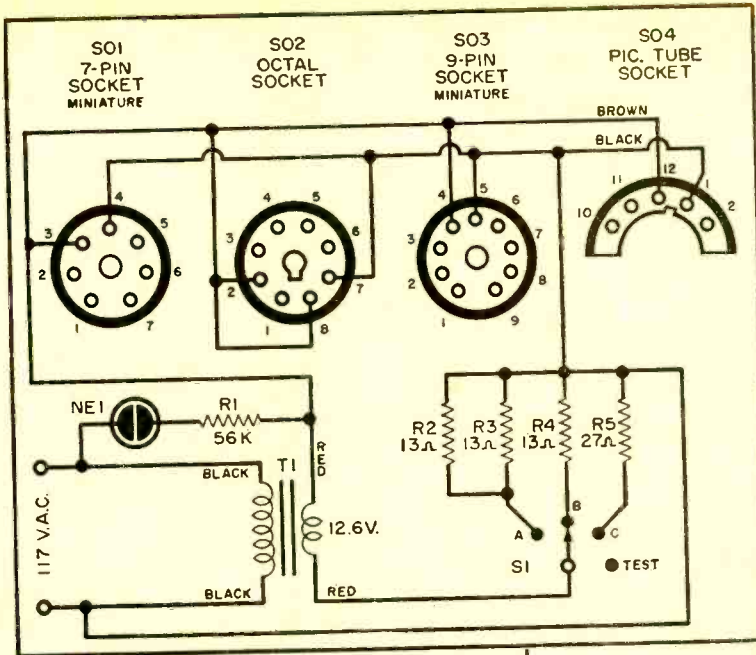 SO1
7-PIN
SOCKET
MINIATURE
SO2
OCTAL
SOCKET
SO3
9-PIN
SOCKET
MINIATURE
SO4
PIC. TUBE
SOCKET
BROWN
BLACK
4
3
5
2
6
1
7
4
5
3
6
2
7
1
8
4
5
6
3
7
2
8
1
9
11
12
1
10
2
NE1
R1
56K
RED
T1
BLACK
117 V.A.C.
12.6V.
BLACK
RED
R2
13Ω
R3
13Ω
R4
13Ω
R5
27Ω
A
B
C
S1
TEST